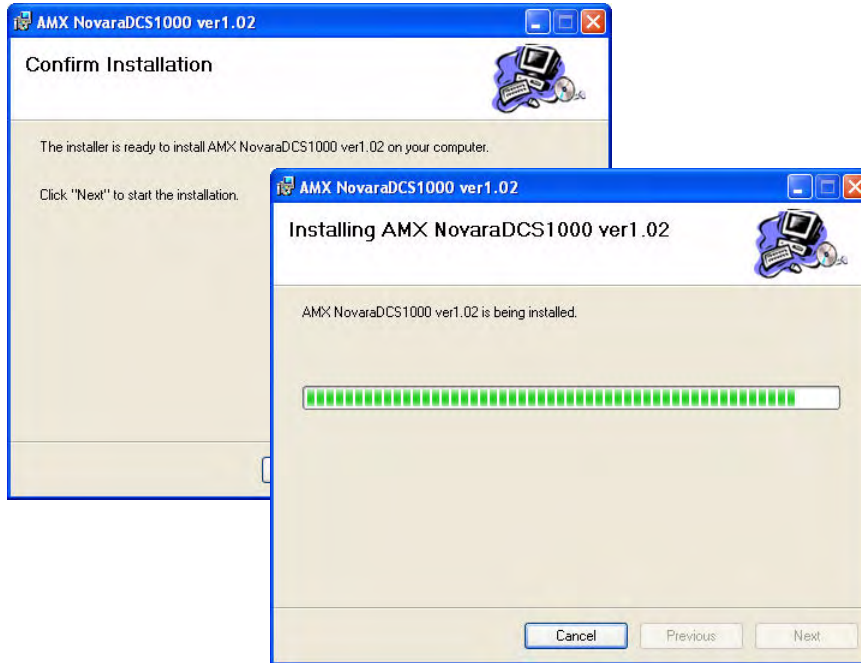 AMX NovaraDCS1000 ver1.02
Confirm Installation
The installer is ready to install AMX NovaraDCS1000 ver1.02 on your computer.
Click "Next" to start the installation.
AMX NovaraDCS1000 ver1.02
Installing AMX NovaraDCS1000 ver1.02
AMX NovaraDCS1000 ver1.02 is being installed.
Cancel Previous Next